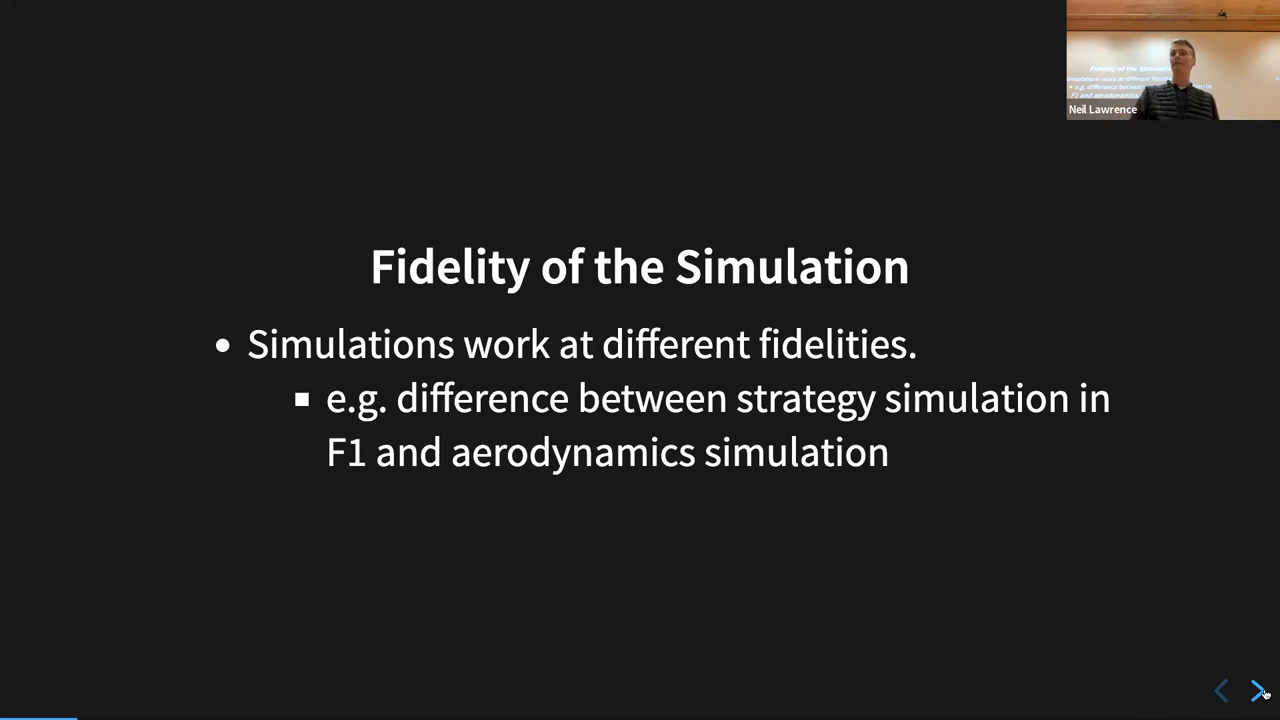 Fidelity of the Simulation
• Simulations work at different fidelities.
▪ e.g. difference between strategy simulation in
F1 and aerodynamics simulation
Neil Lawrence